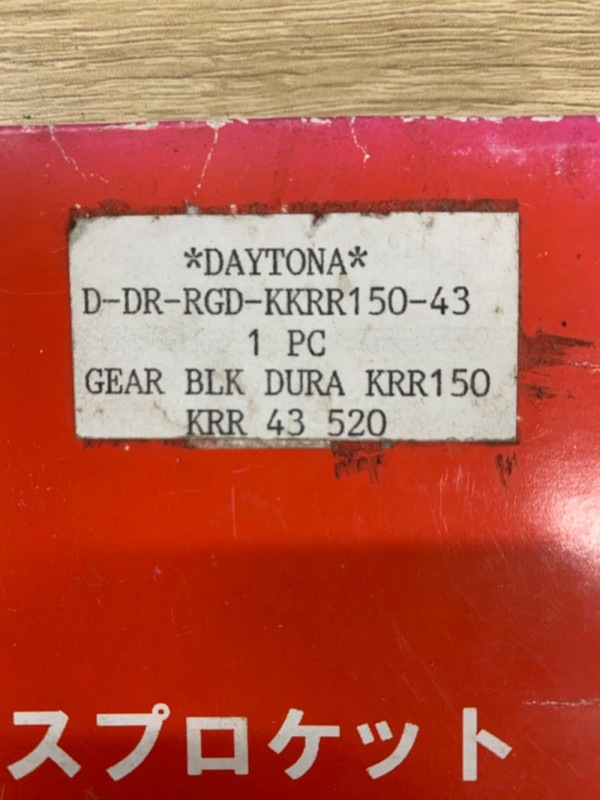 *DAYTONA*
D-DR-RGD-KKRR150-43
1 PC
GEAR BLK DURA KRR150
KRR 43 520
スプロケット